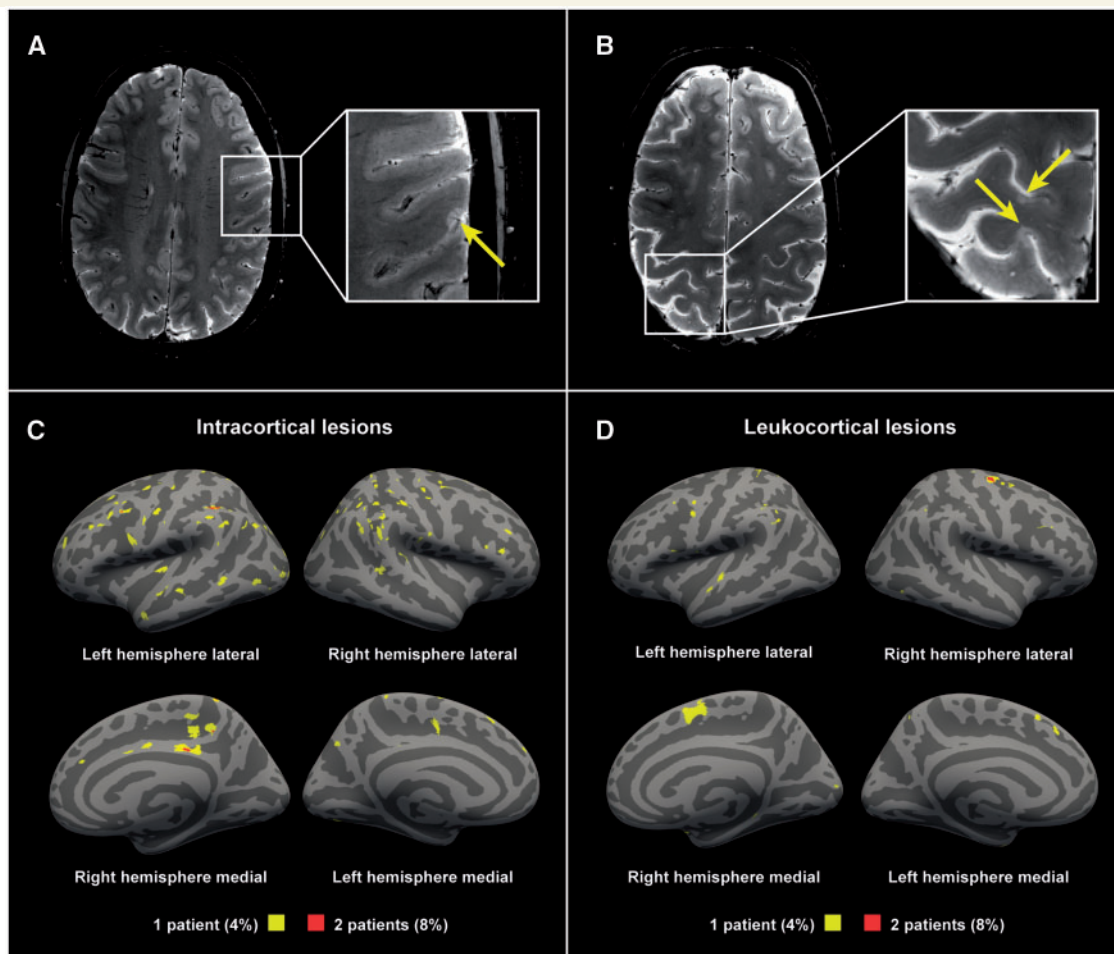 A
B
C
Intracortical lesions
Left hemisphere lateral
Right hemisphere lateral
Right hemisphere medial
Left hemisphere medial
1 patient (4%)
2 patients (8%)
D
Leukocortical lesions
Left hemisphere lateral
Right hemisphere lateral
Right hemisphere medial
Left hemisphere medial
1 patient (4%)
2 patients (8%)